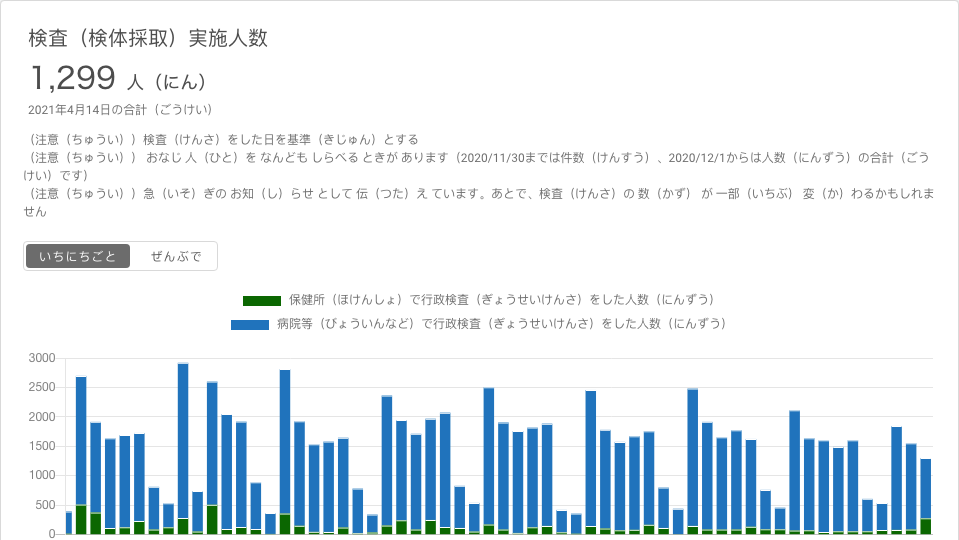 検査（検体採取）実施人数
1,299 人（にん）
2021年4月14日の合計（ごうけい）
（注意（ちゅうい））検査（けんさ）をした日を基準（きじゅん）とする
（注意（ちゅうい）） おなじ 人（ひと）を なんども しらべる ときが あります（2020/11/30までは件数（けんすう）、2020/12/1からは人数（にんずう）の合計（ごう
けい）です）
（注意（ちゅうい））急（いそ）ぎの お知（し）らせ として 伝（つた）え ています。あとで、検査（けんさ）の 数（かず） が 一部（いちぶ） 変（か）わるかもしれま
せん
いちにちごと ぜんぶで
保健所（ほけんしょ）で行政検査（ぎょうせいけんさ）をした人数（にんずう）
病院等（びょういんなど）で行政検査（ぎょうせいけんさ）をした人数（にんずう）
3000
2500
2000
1500
1000
500
0